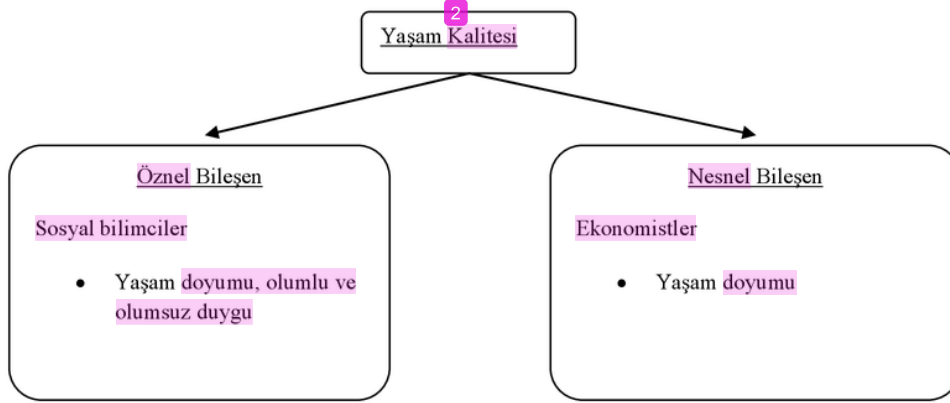 2
Yaşam Kalitesi
Öznel Bileşen
Sosyal bilimciler
• Yaşam doyumu, olumlu ve
olumsuz duygu
Nesnel Bileşen
Ekonomistler
• Yaşam doyumu